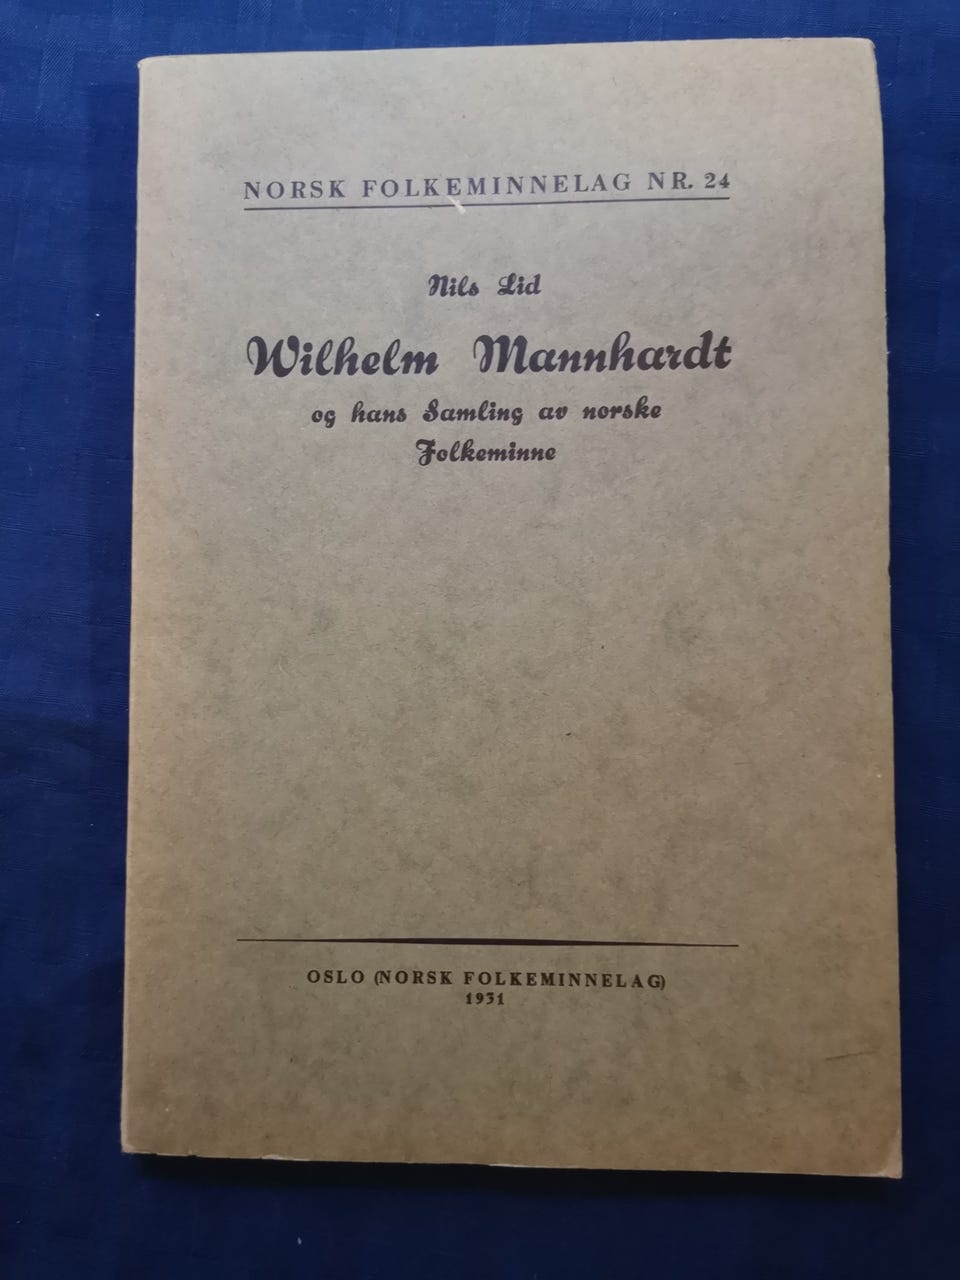 NORSK FOLKEMINNELAG NR. 24
Nils Lid
Wilhelm Mannhardt
og hans Samling av norske
Folkeminne
OSLO (NORSK FOLKEMINNELAG)
1931